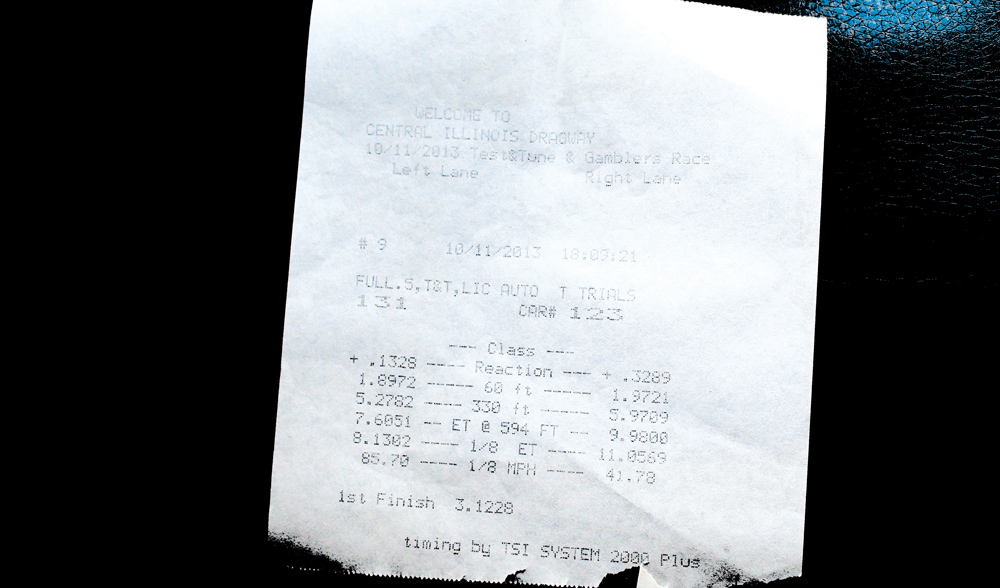 WELCOME TO
CENTRAL ILLINOIS DRAGWAY
10/11/2013 Test&Tune & Gamblers Race
Left Lane Right Lane
# 9 10/11/2013 18:09:21
FULL.5,T&T,LIC AUTO T TRIALS
131 CAR# 123
--- Class ---
+ .1328 ---- Reaction --- + .3289
1.8972 ----- 60 ft ----- 1.9721
5.2782 ---- 330 ft ----- 5.9709
7.6051 -- ET @ 594 FT -- 9.9800
8.1302 ---- 1/8 ET ---- 11.0569
85.70 ---- 1/8 MPH ---- 41.78
1st Finish 3.1228
timing by TSI SYSTEM 2000 Plus